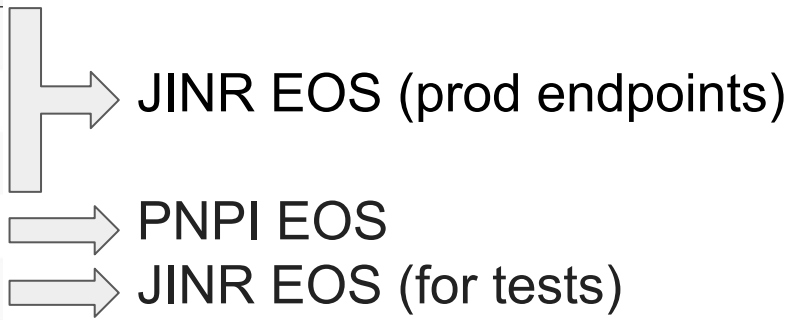 JINR EOS (prod endpoints)
PNPI EOS
JINR EOS (for tests)